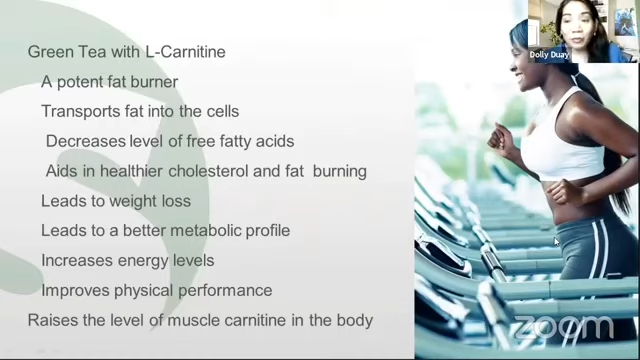 Green Tea with L-Carnitine
A potent fat burner
Transports fat into the cells
Decreases level of free fatty acids
Aids in healthier cholesterol and fat burning
Leads to weight loss
Leads to a better metabolic profile
Increases energy levels
Improves physical performance
Raises the level of muscle carnitine in the body
Dolly Duay
zoom